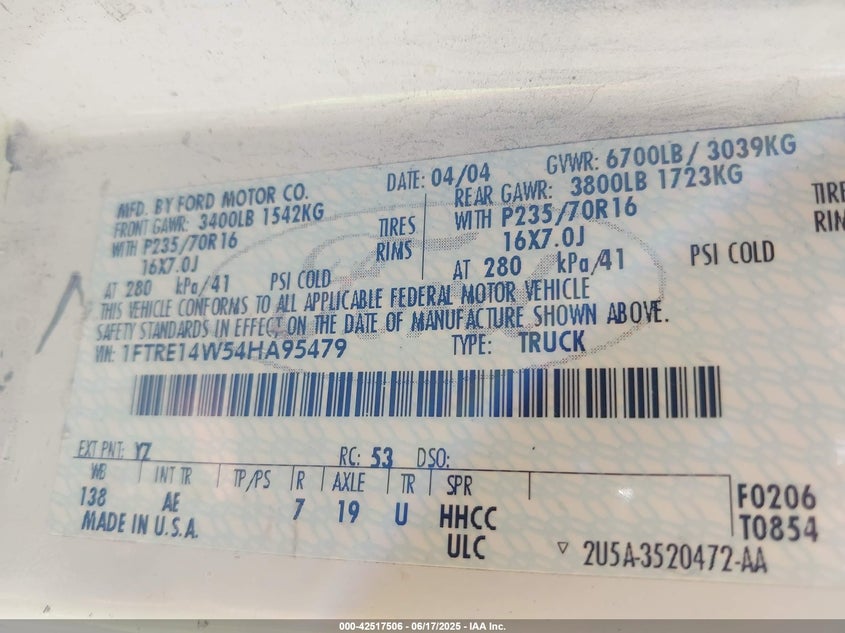 MFD. BY FORD MOTOR CO. DATE: 04/04 GVWR: 6700LB / 3039KG
FRONT GAWR: 3400LB 1542KG REAR GAWR: 3800LB 1723KG
WITH P235/70R16 TIRES WITH P235/70R16 TIRE
16X7.0J RIMS 16X7.0J RIM
AT 280 kPa/41 PSI COLD AT 280 kPa/41 PSI COLD
THIS VEHICLE CONFORMS TO ALL APPLICABLE FEDERAL MOTOR VEHICLE
SAFETY STANDARDS IN EFFECT ON THE DATE OF MANUFACTURE SHOWN ABOVE.
VIN: 1FTRE14W54HA95479 TYPE: TRUCK
EXT PNT: YZ RC: 53 DSO:
WB INT TR TP/PS R AXLE TR SPR
138 AE 7 19 U HHCC F0206
MADE IN U.S.A. ULC T0854
▽ 2U5A-3520472-AA
000-42517506 - 06/17/2025 - IAA Inc.